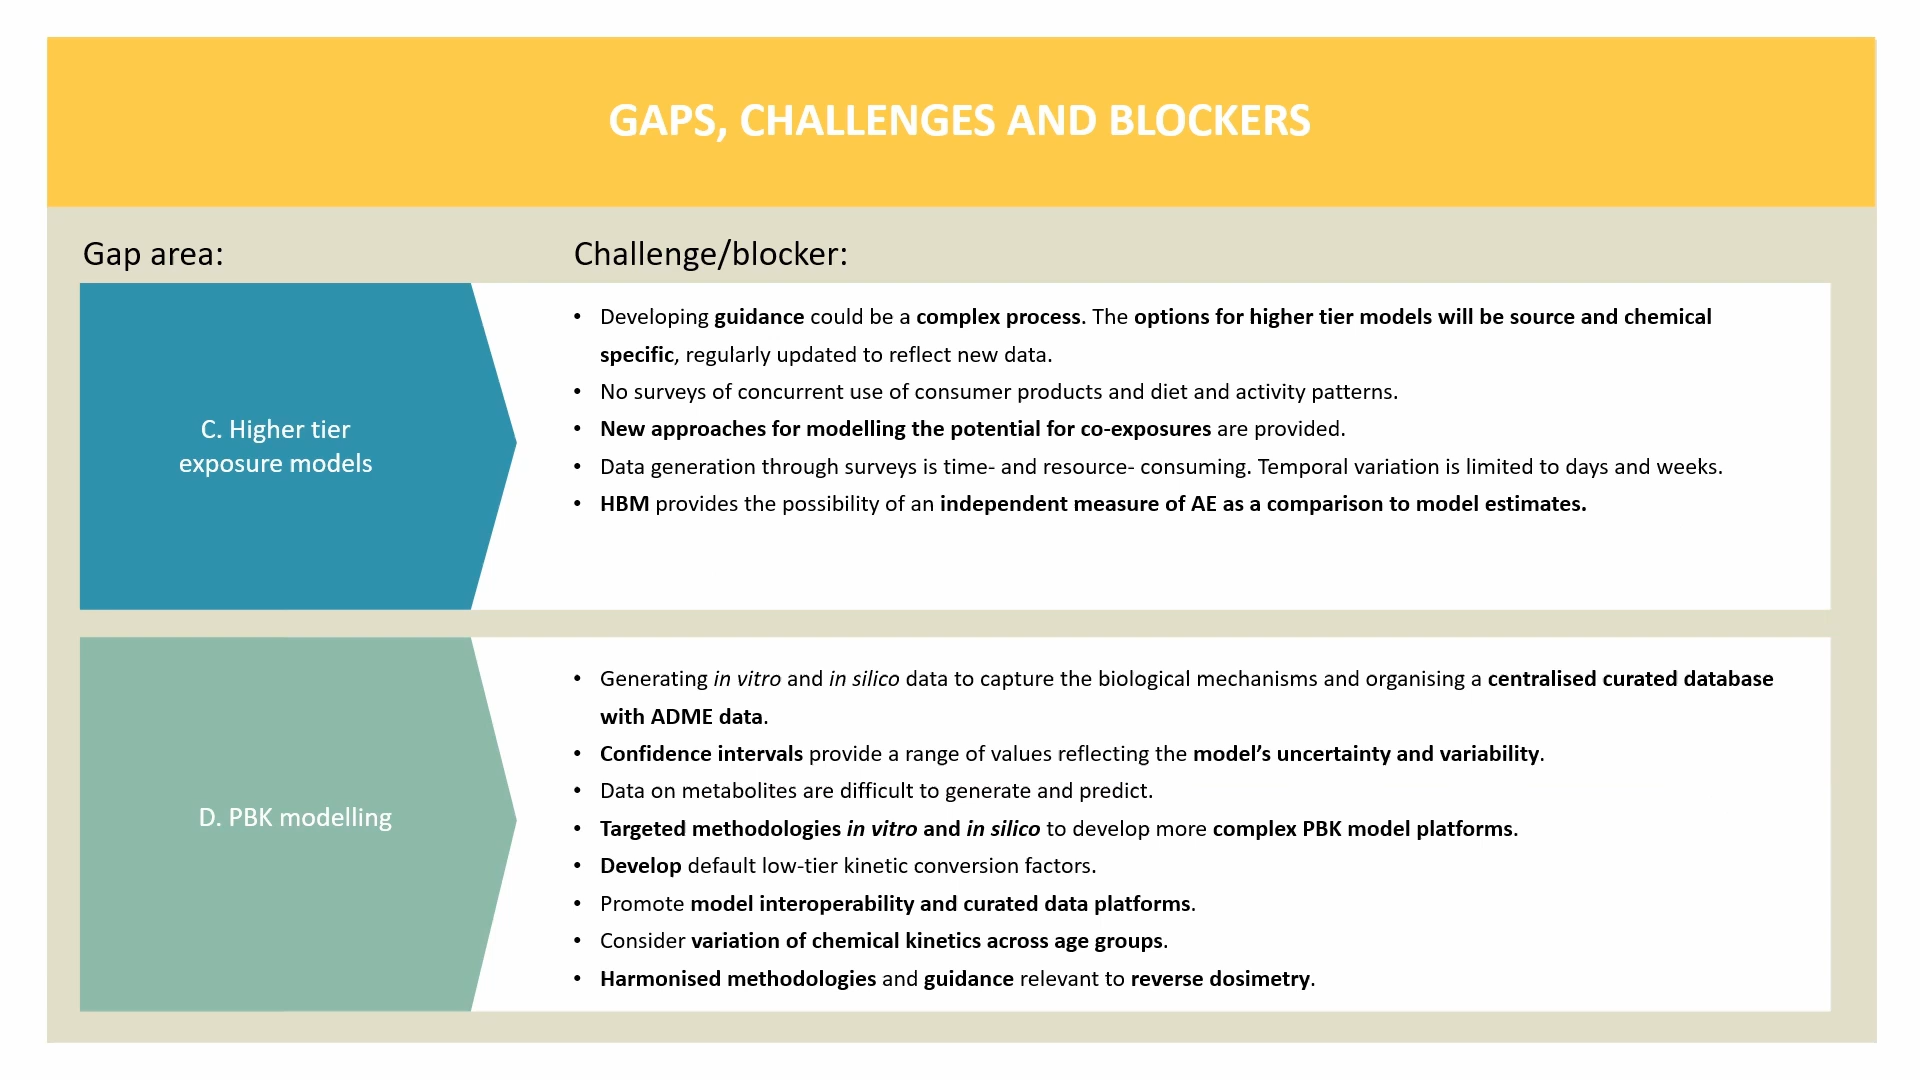 GAPS, CHALLENGES AND BLOCKERS
Gap area:
Challenge/blocker:
C. Higher tier
exposure models
• Developing guidance could be a complex process. The options for higher tier models will be source and chemical
specific, regularly updated to reflect new data.
• No surveys of concurrent use of consumer products and diet and activity patterns.
• New approaches for modelling the potential for co-exposures are provided.
• Data generation through surveys is time- and resource- consuming. Temporal variation is limited to days and weeks.
• HBM provides the possibility of an independent measure of AE as a comparison to model estimates.
D. PBK modelling
• Generating in vitro and in silico data to capture the biological mechanisms and organising a centralised curated database
with ADME data.
• Confidence intervals provide a range of values reflecting the model’s uncertainty and variability.
• Data on metabolites are difficult to generate and predict.
• Targeted methodologies in vitro and in silico to develop more complex PBK model platforms.
• Develop default low-tier kinetic conversion factors.
• Promote model interoperability and curated data platforms.
• Consider variation of chemical kinetics across age groups.
• Harmonised methodologies and guidance relevant to reverse dosimetry.